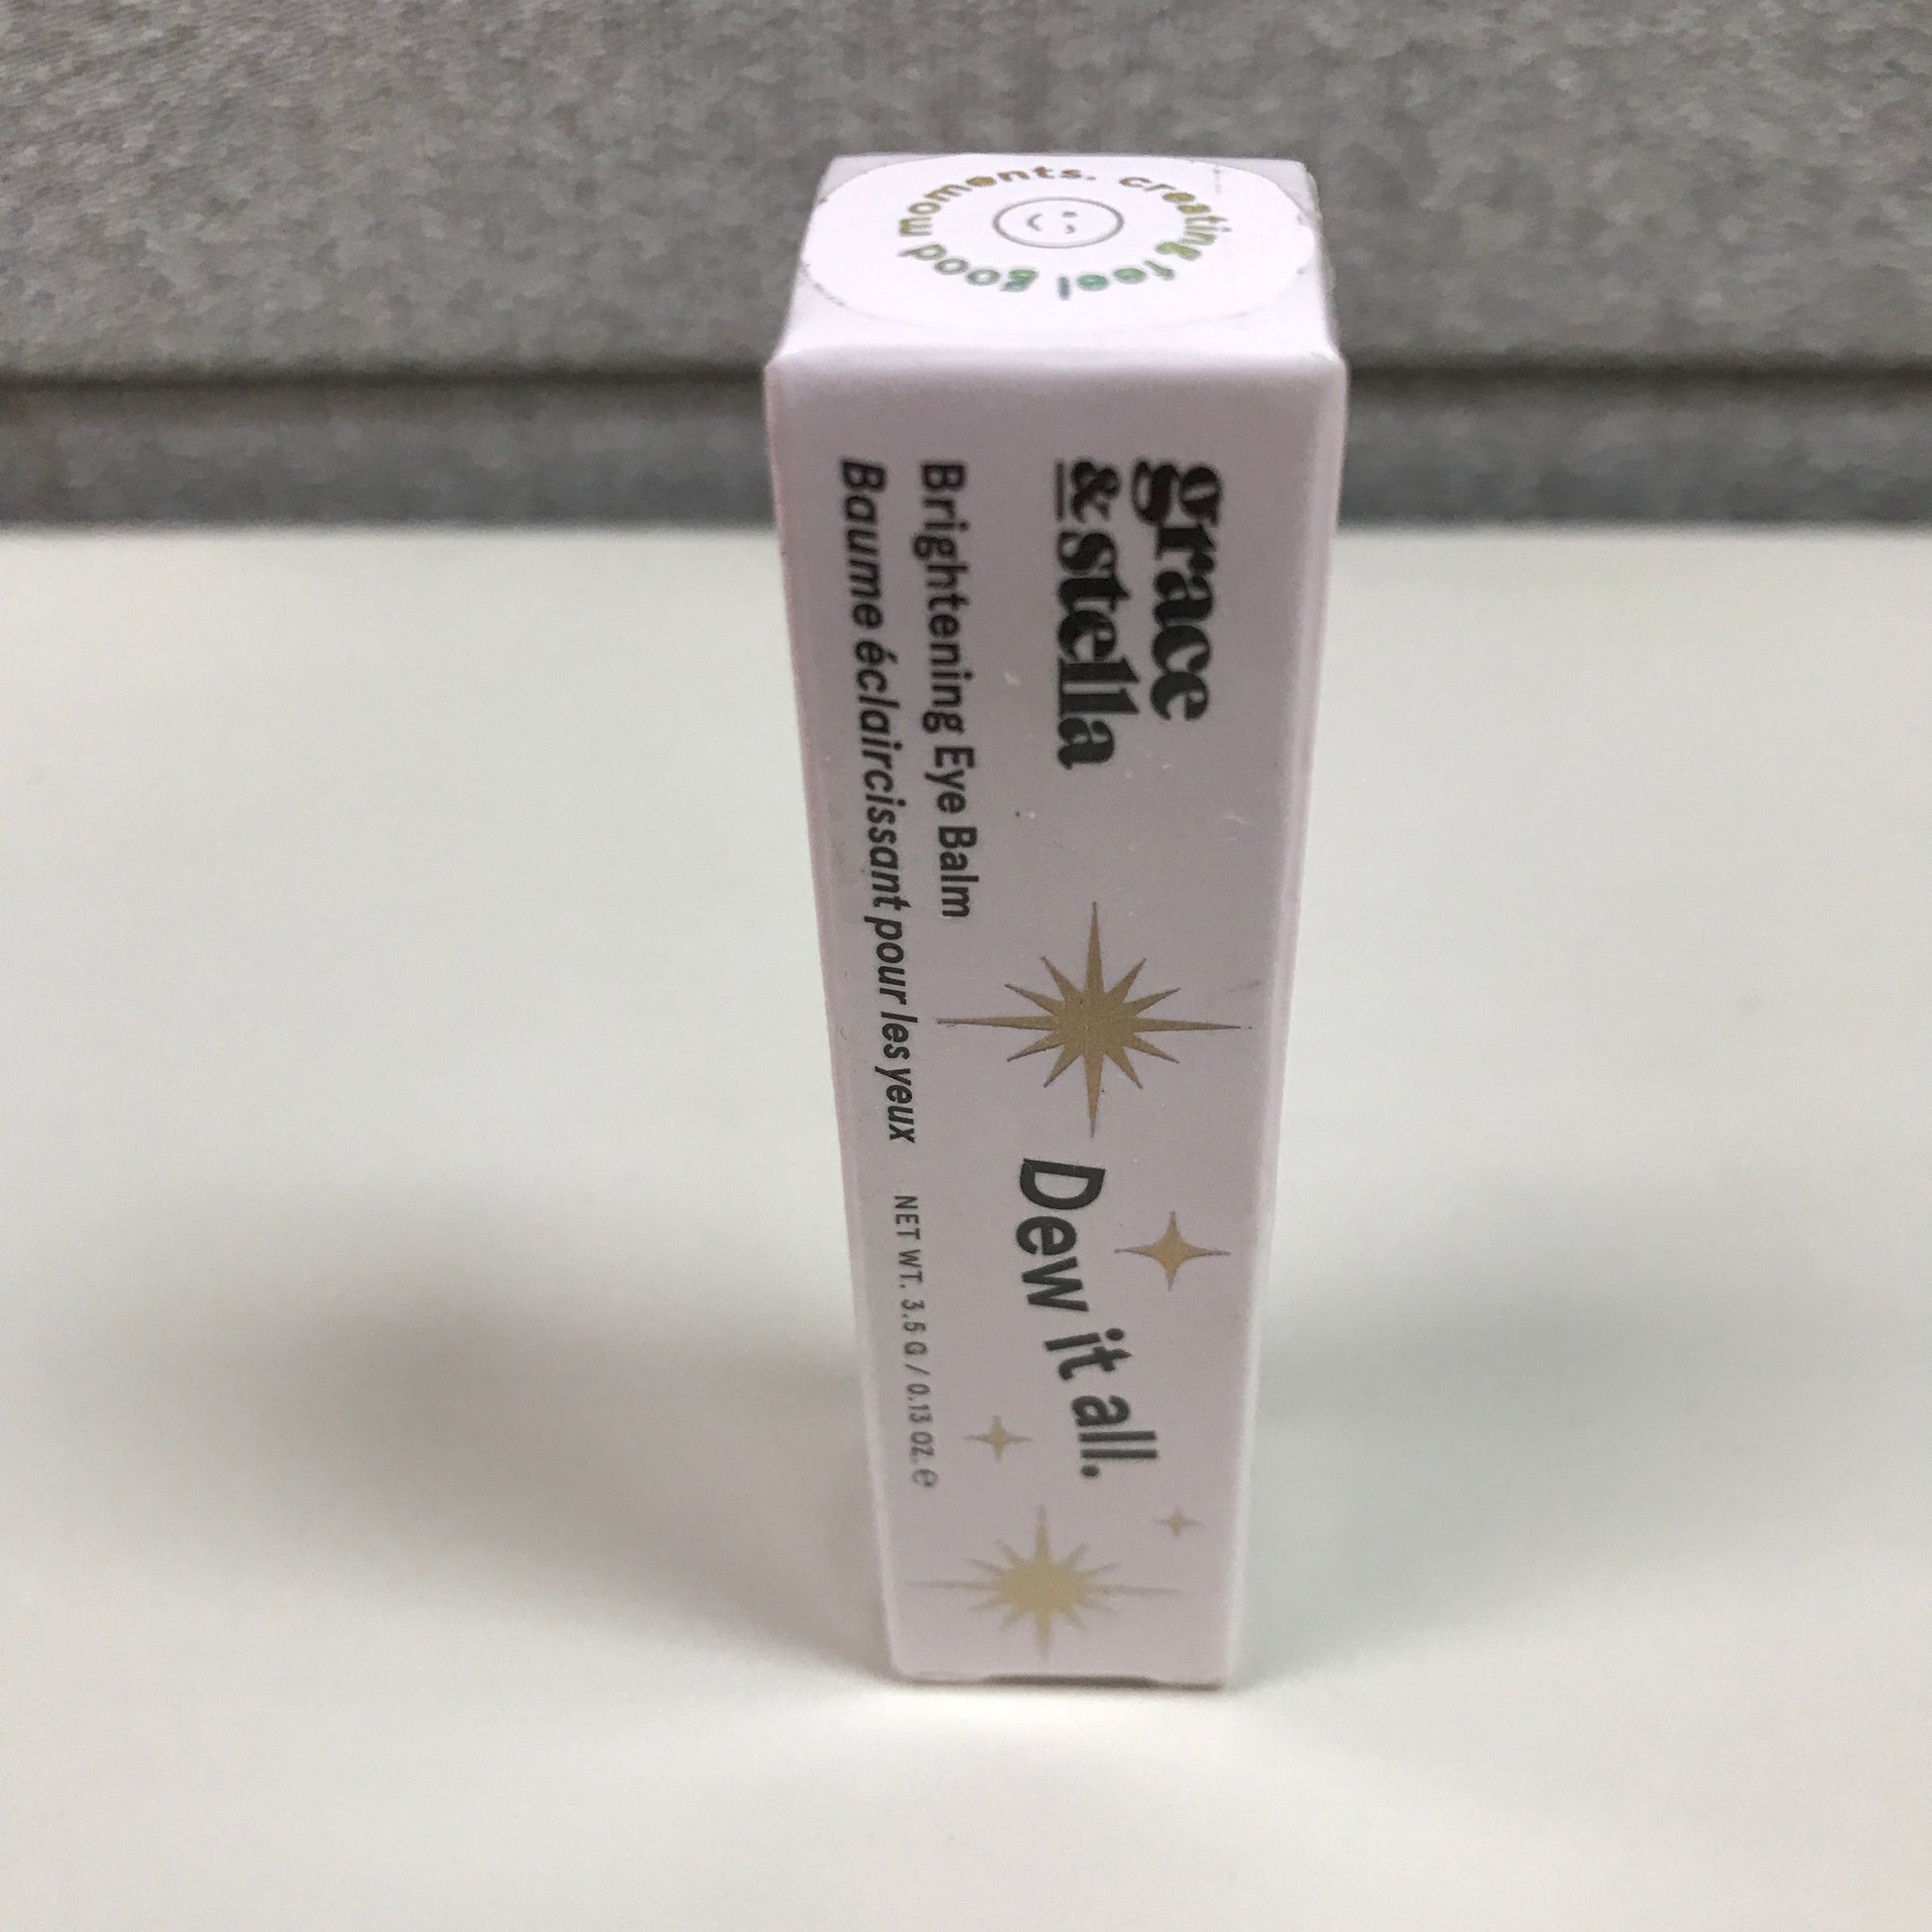 creating feel good moments.
grace
&stella
Brightening Eye Balm
Baume éclaircissant pour les yeux
Dew it all.
NET WT. 3.5 G / 0.13 OZ. ℮